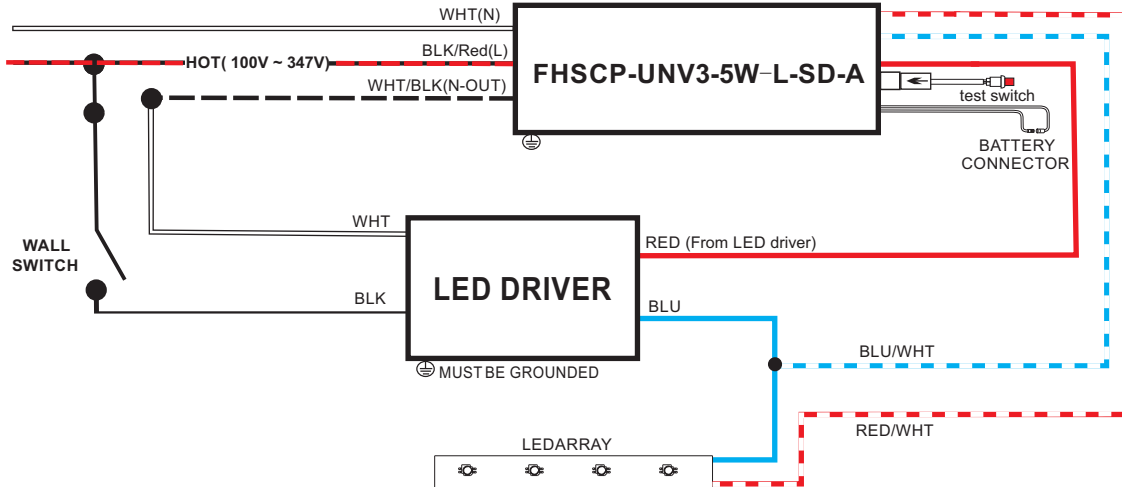 WHT(N)
BLK/Red(L)
HOT( 100V ~ 347V)
WHT/BLK(N-OUT)
FHSCP-UNV3-5W-L-SD-A
test switch
BATTERY
CONNECTOR
WHT
WALL
SWITCH
BLK
LED DRIVER
RED (From LED driver)
BLU
MUST BE GROUNDED
BLU/WHT
RED/WHT
LEDARRAY